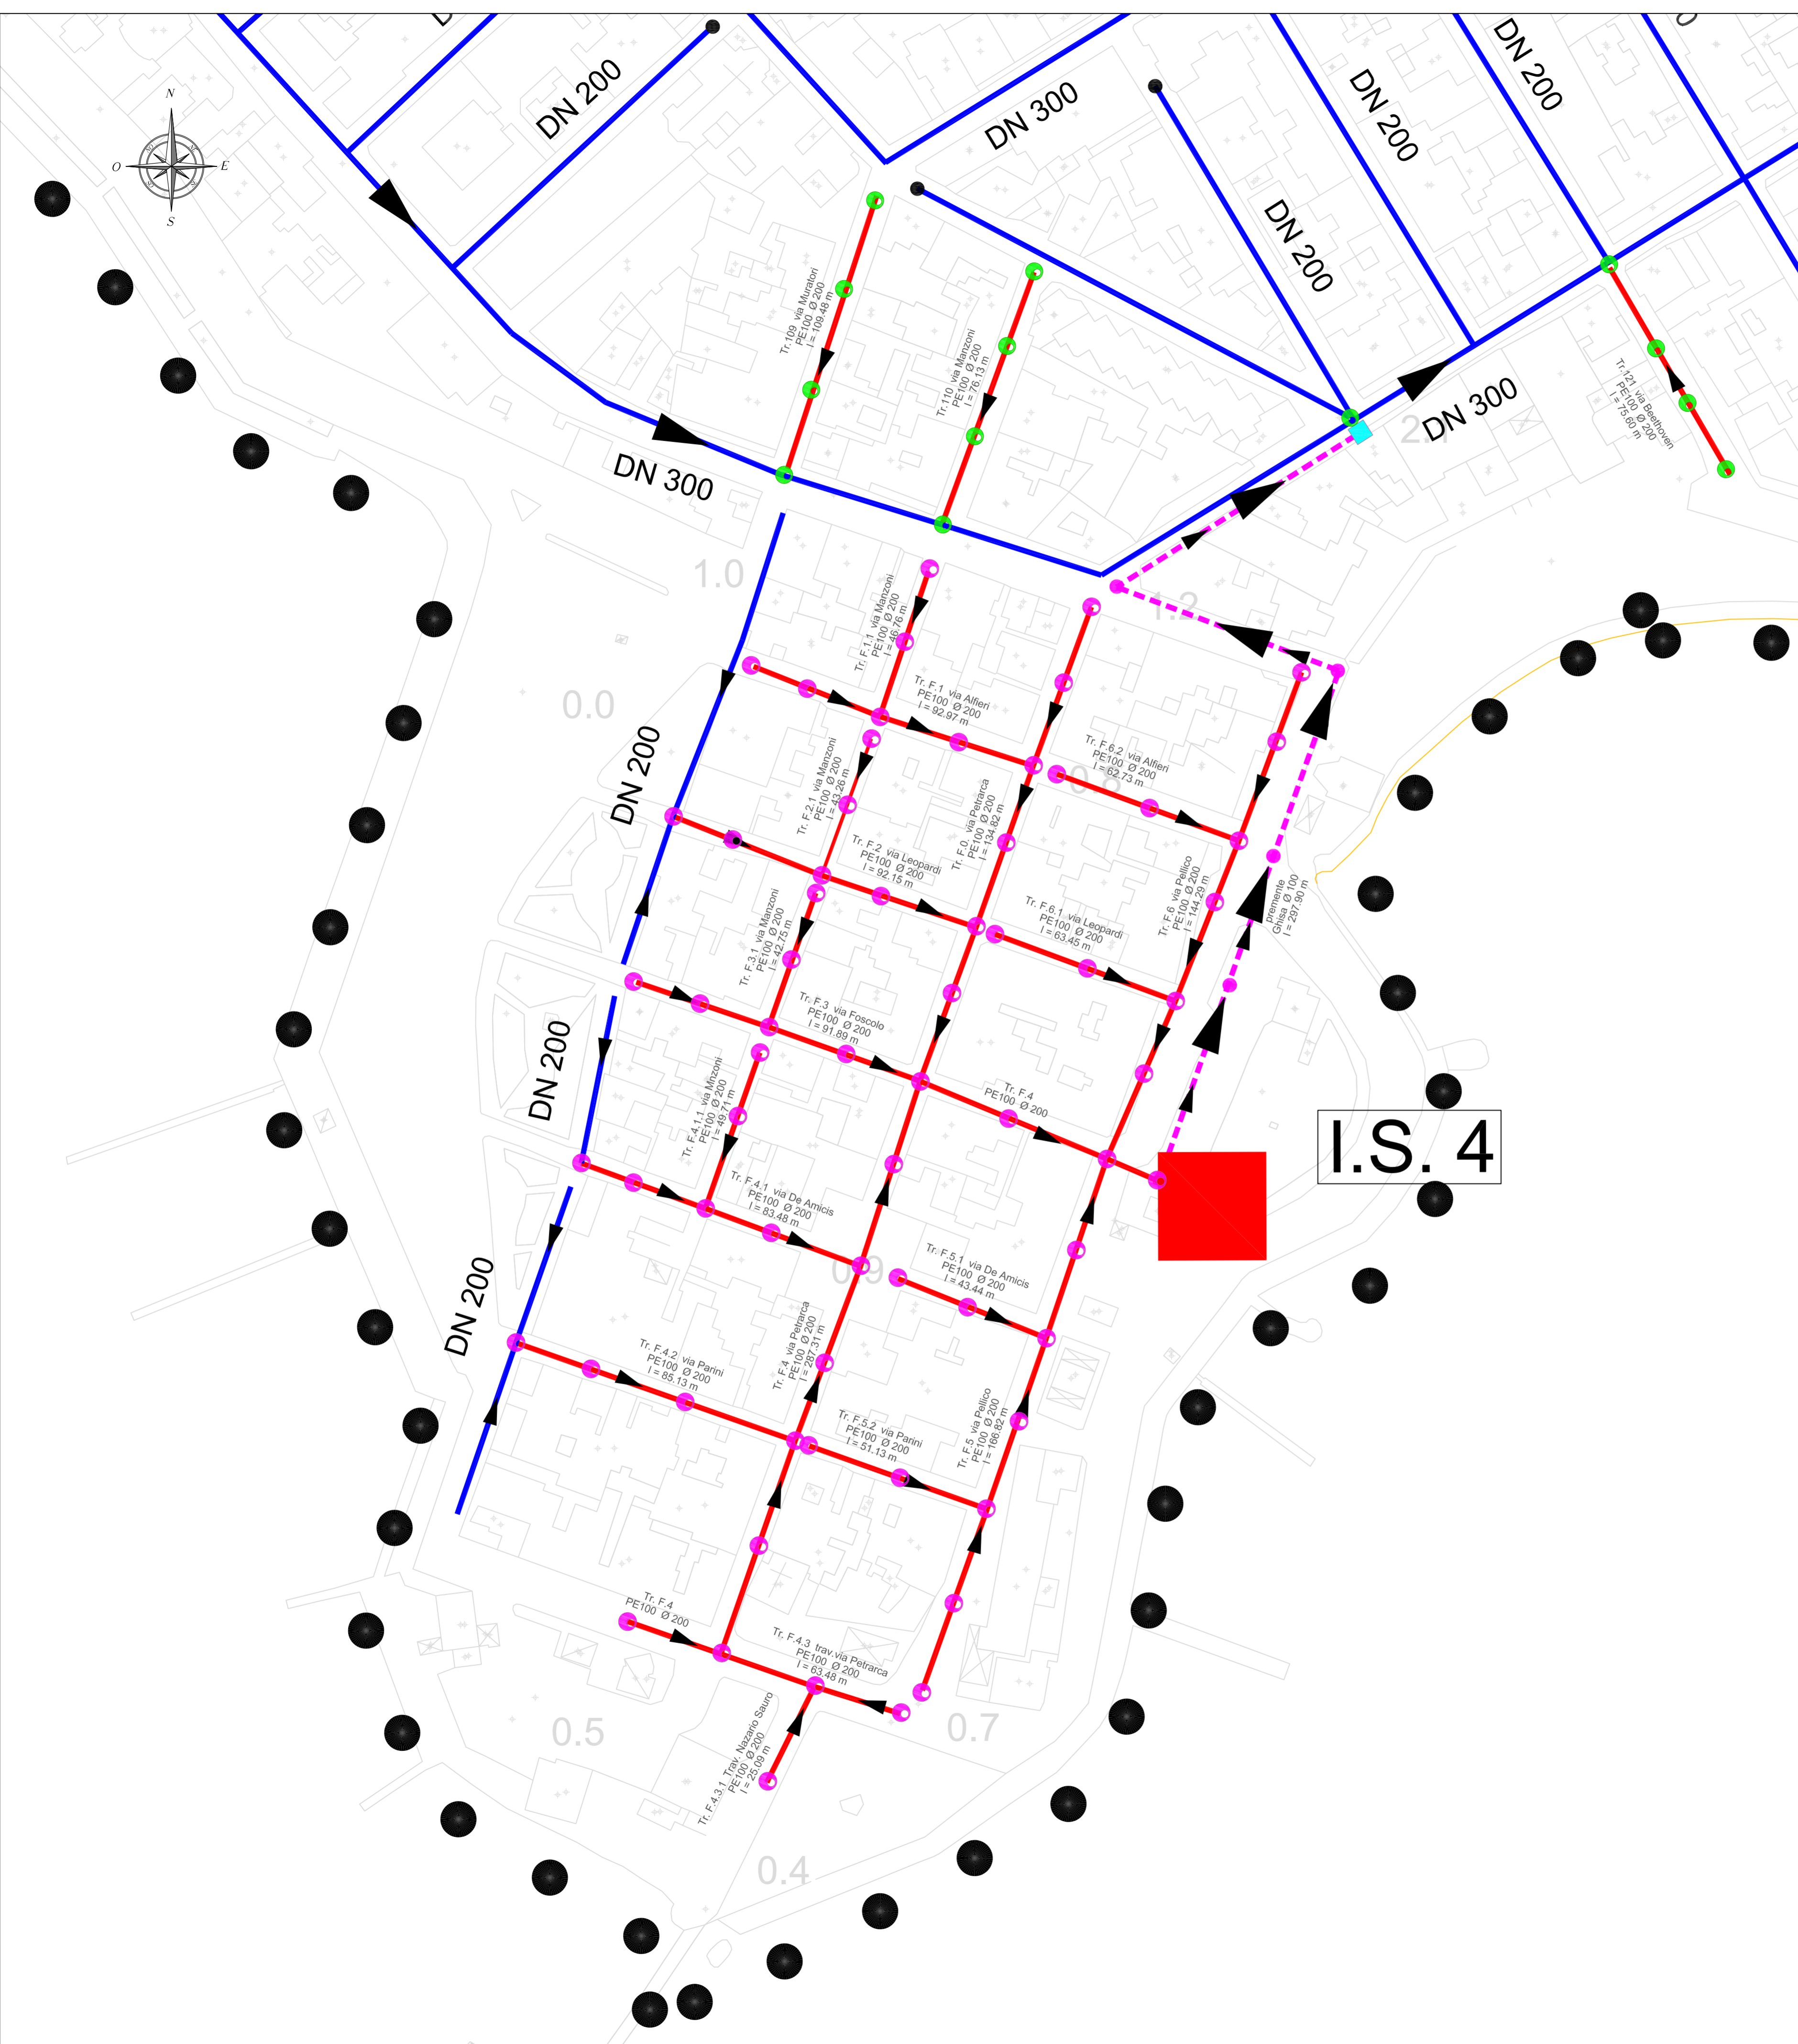 N
O
E
S
DN 200
DN 300
DN 200
DN 200
DN 200
DN 300
2.1
DN 300
Tr.109 via Muratori
PE100 Ø 200
l = 109.48 m
Tr.110 via Manzoni
PE100 Ø 200
l = 76.13 m
Tr.121 via Beethoven
PE100 Ø 200
l = 75.60 m
1.0
1.2
0.0
Tr. F.1.1 via Manzoni
PE100 Ø 200
l = 46.76 m
Tr. F.1 via Alfieri
PE100 Ø 200
l = 92.97 m
Tr. F.6.2 via Alfieri
PE100 Ø 200
l = 62.73 m
0.8
DN 200
Tr. F.2.1 via Manzoni
PE100 Ø 200
l = 43.26 m
Tr. F.0. via Petrarca
PE100 Ø 200
l = 134.82 m
Tr. F.2 via Leopardi
PE100 Ø 200
l = 92.15 m
Tr. F.6 via Pellico
PE100 Ø 200
l = 144.29 m
premente
Ghisa Ø 100
l = 297.90 m
Tr. F.6.1 via Leopardi
PE100 Ø 200
l = 63.45 m
Tr. F.3.1 via Manzoni
PE100 Ø 200
l = 42.75 m
Tr. F.3 via Foscolo
PE100 Ø 200
l = 91.89 m
DN 200
Tr. F.4.1.1 via Mnzoni
PE100 Ø 200
l = 49.71 m
Tr. F.4
PE100 Ø 200
I.S. 4
Tr. F.4.1 via De Amicis
PE100 Ø 200
l = 83.48 m
0.9
Tr. F.5.1 via De Amicis
PE100 Ø 200
l = 43.44 m
DN 200
Tr. F.4.2 via Parini
PE100 Ø 200
l = 85.13 m
Tr. F.4 via Petrarca
PE100 Ø 200
l = 287.31 m
Tr. F.5.2 via Parini
PE100 Ø 200
l = 51.13 m
Tr. F.5 via Pellico
PE100 Ø 200
l = 166.82 m
Tr. F.4
PE100 Ø 200
Tr. F.4.3 trav.via Petrarca
PE100 Ø 200
l = 63.48 m
0.5
0.7
Tr. F.4.3.1 Trav. Nazario Sauro
PE100 Ø 200
l = 25.09 m
0.4